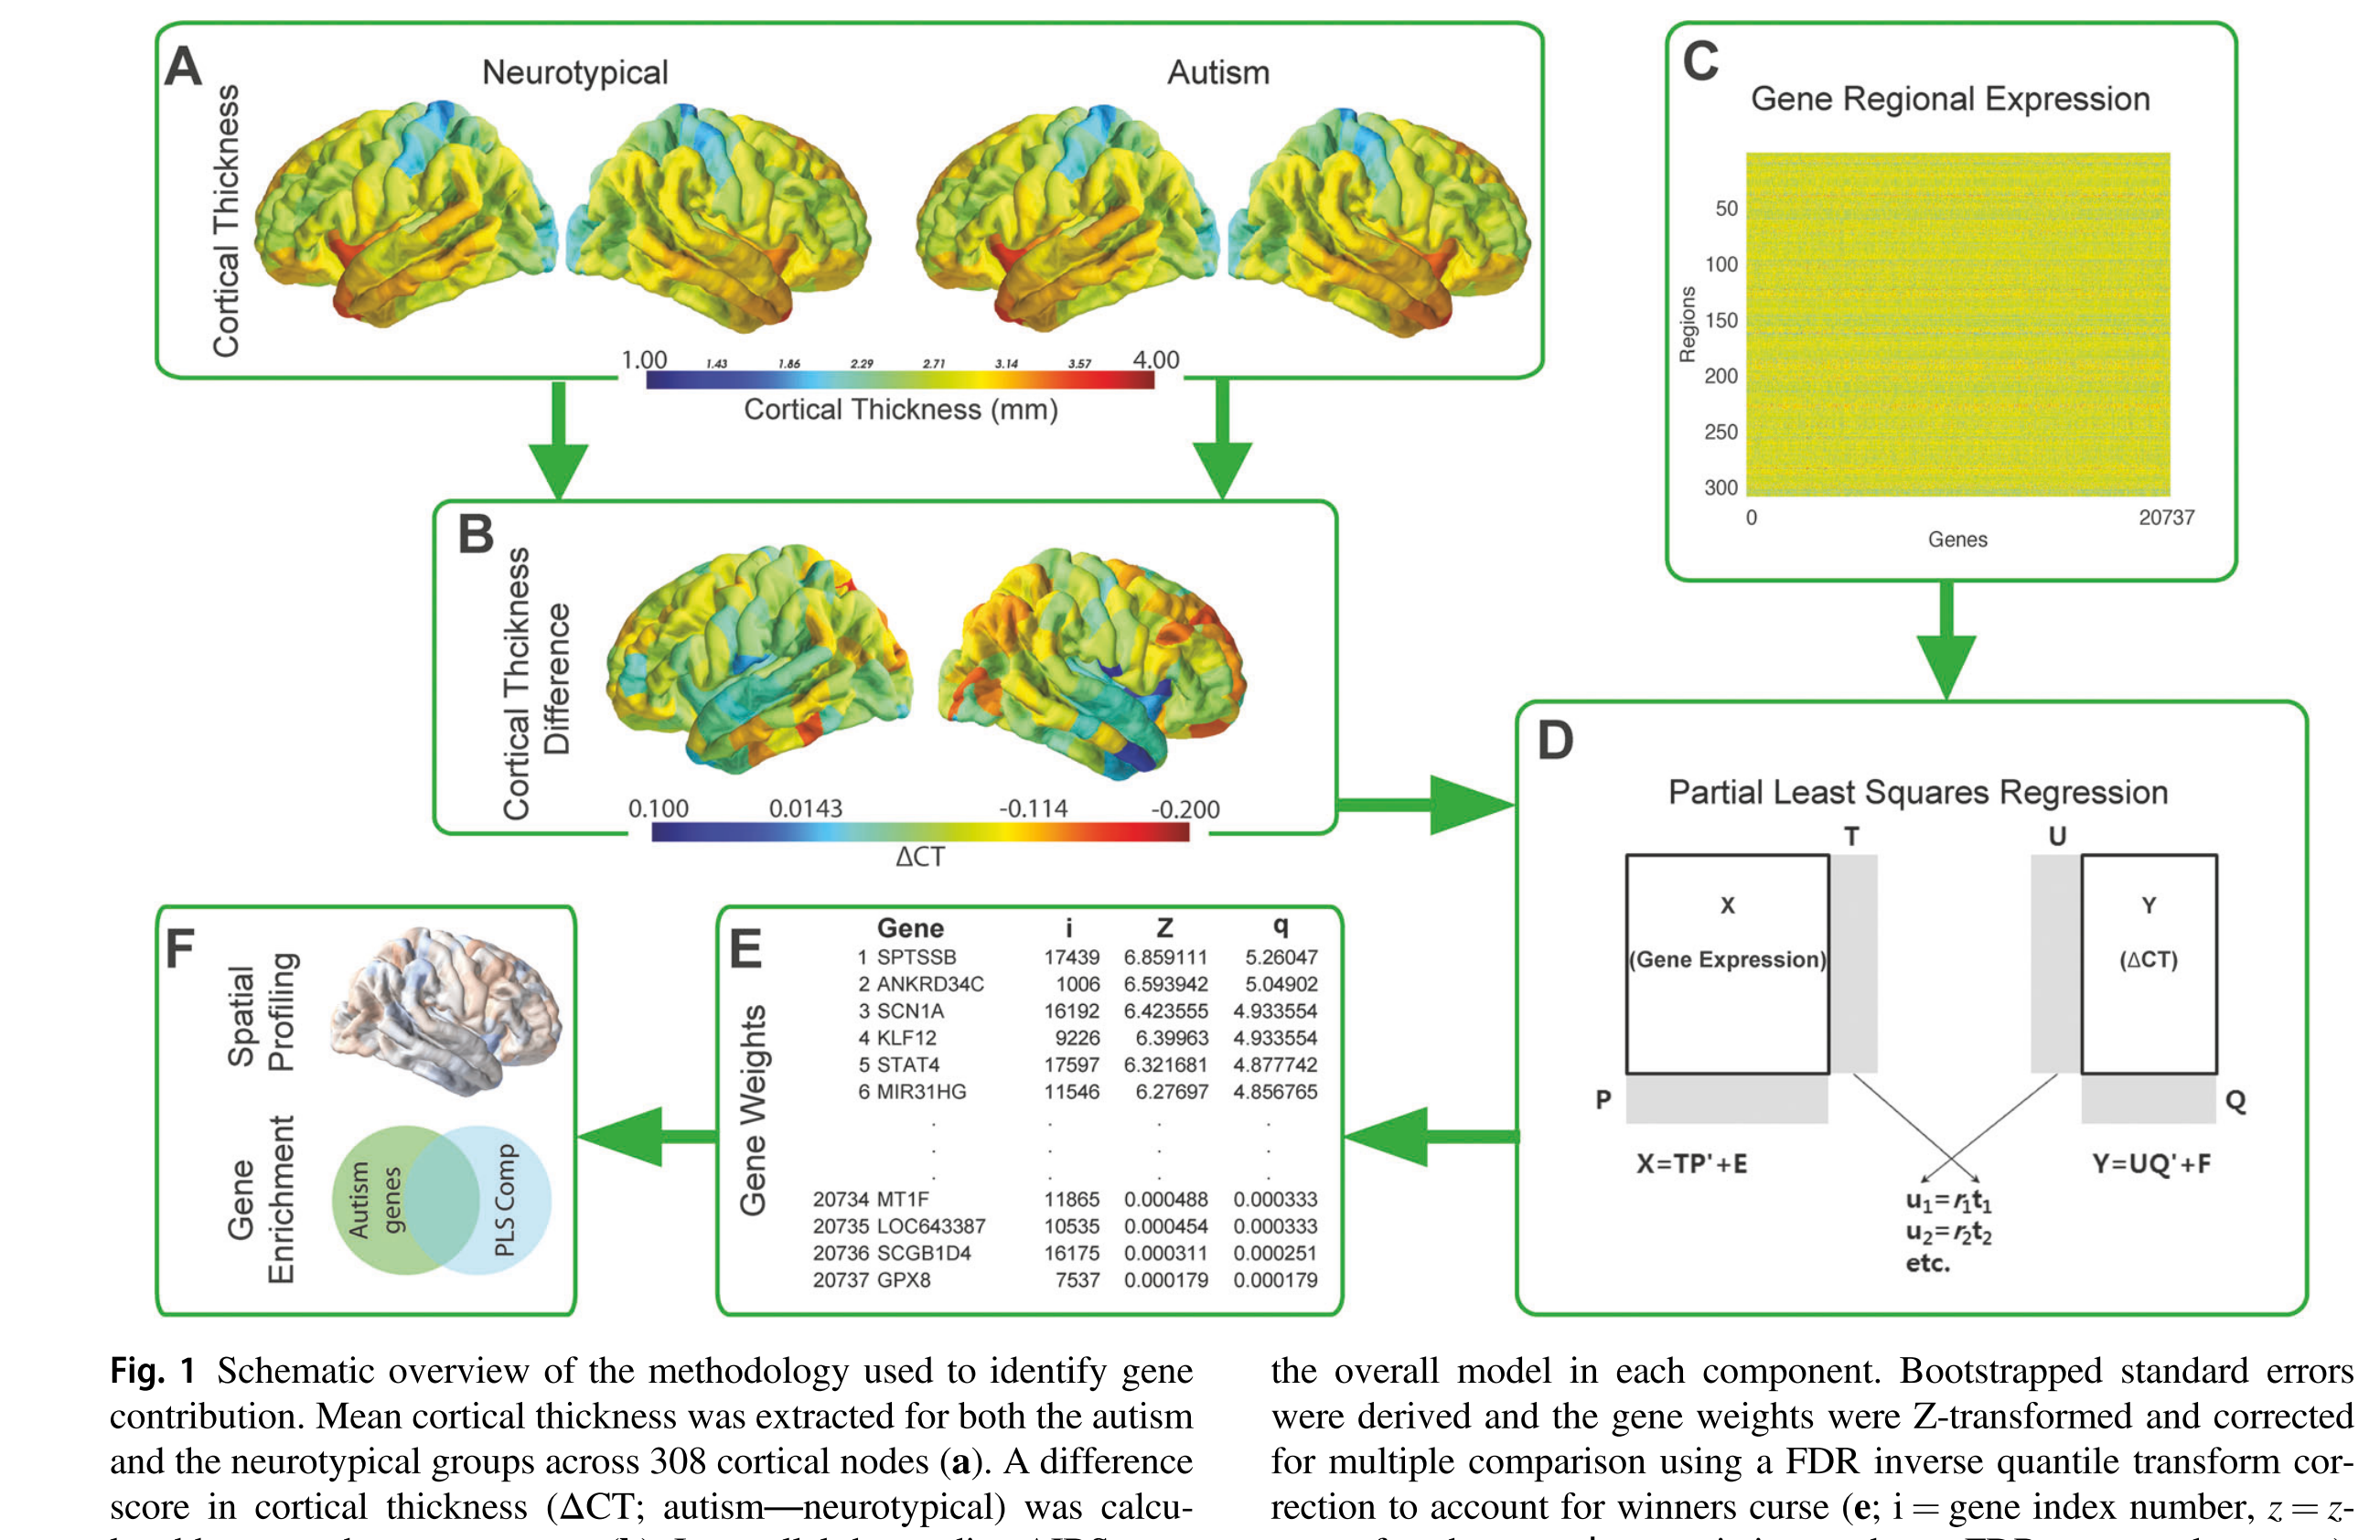 A
Neurotypical
Autism
Cortical Thickness
1.00 1.43 1.86 2.29 2.71 3.14 3.57 4.00
Cortical Thickness (mm)
B
Cortical Thcikness
Difference
0.100 0.0143 -0.114 -0.200
ΔCT
C
Gene Regional Expression
Regions
50
100
150
200
250
300
0 20737
Genes
D
Partial Least Squares Regression
T U
X
(Gene Expression)
Y
(ΔCT)
P Q
X=TP'+E
Y=UQ'+F
u1=r1t1
u2=r2t2
etc.
E
Gene Weights
Gene i Z q
1 SPTSSB 17439 6.859111 5.26047
2 ANKRD34C 1006 6.593942 5.04902
3 SCN1A 16192 6.423555 4.933554
4 KLF12 9226 6.39963 4.933554
5 STAT4 17597 6.321681 4.877742
6 MIR31HG 11546 6.27697 4.856765
. . . .
. . . .
. . . .
20734 MT1F 11865 0.000488 0.000333
20735 LOC643387 10535 0.000454 0.000333
20736 SCGB1D4 16175 0.000311 0.000251
20737 GPX8 7537 0.000179 0.000179
F
Spatial
Profiling
Gene
Enrichment
Autism
genes
PLS Comp
Fig. 1 Schematic overview of the methodology used to identify gene
contribution. Mean cortical thickness was extracted for both the autism
and the neurotypical groups across 308 cortical nodes (a). A difference
score in cortical thickness (ΔCT; autism—neurotypical) was calcu-
the overall model in each component. Bootstrapped standard errors
were derived and the gene weights were Z-transformed and corrected
for multiple comparison using a FDR inverse quantile transform cor-
rection to account for winners curse (e; i = gene index number, z = z-